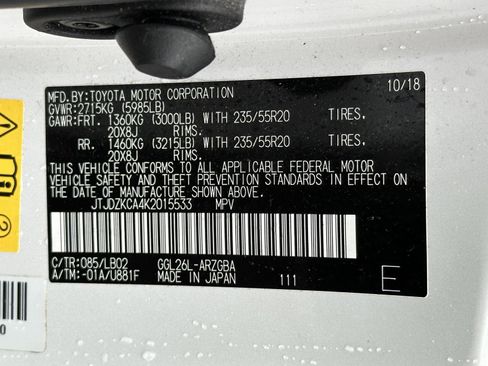 MFD.BY:TOYOTA MOTOR CORPORATION 10/18
GVWR:2715KG (5985LB)
GAWR:FRT. 1360KG (3000LB) WITH 235/55R20 TIRES.
20X8J RIMS.
RR. 1460KG (3215LB) WITH 235/55R20 TIRES.
20X8J RIMS.
THIS VEHICLE CONFORMS TO ALL APPLICABLE FEDERAL MOTOR
VEHICLE SAFETY AND THEFT PREVENTION STANDARDS IN EFFECT ON
THE DATE OF MANUFACTURE SHOWN ABOVE.
JTJDZKCA4K2015533 MPV
C/TR:085/LB02 GGL26L-ARZGBA
A/TM:-01A/U881F MADE IN JAPAN 111 E
2
0